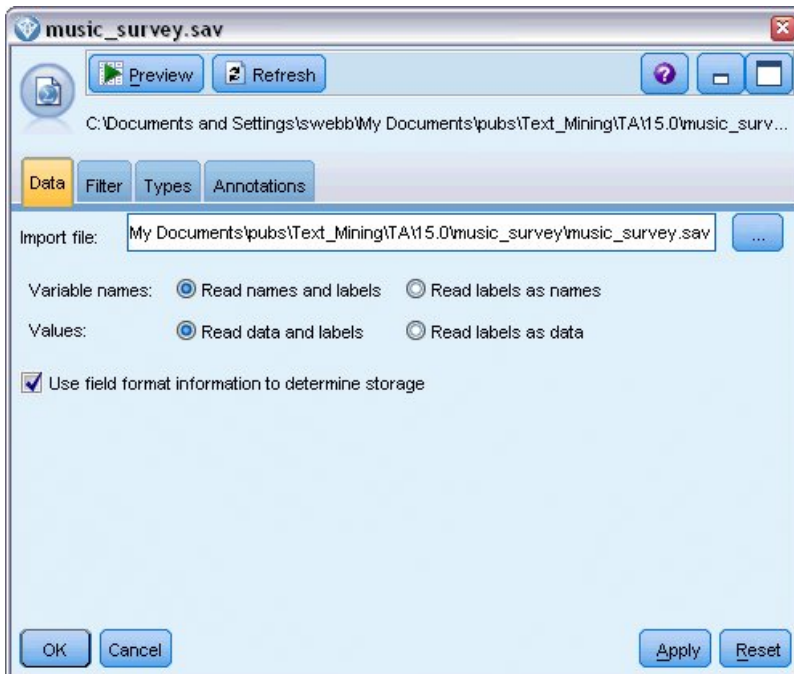 music_survey.sav
Preview Refresh
C:\Documents and Settings\swebb\My Documents\pubs\Text_Mining\TA\15.0\music_surv...
Data Filter Types Annotations
Import file: My Documents\pubs\Text_Mining\TA\15.0\music_survey\music_survey.sav ...
Variable names: Read names and labels Read labels as names
Values: Read data and labels Read labels as data
Use field format information to determine storage
OK Cancel Apply Reset